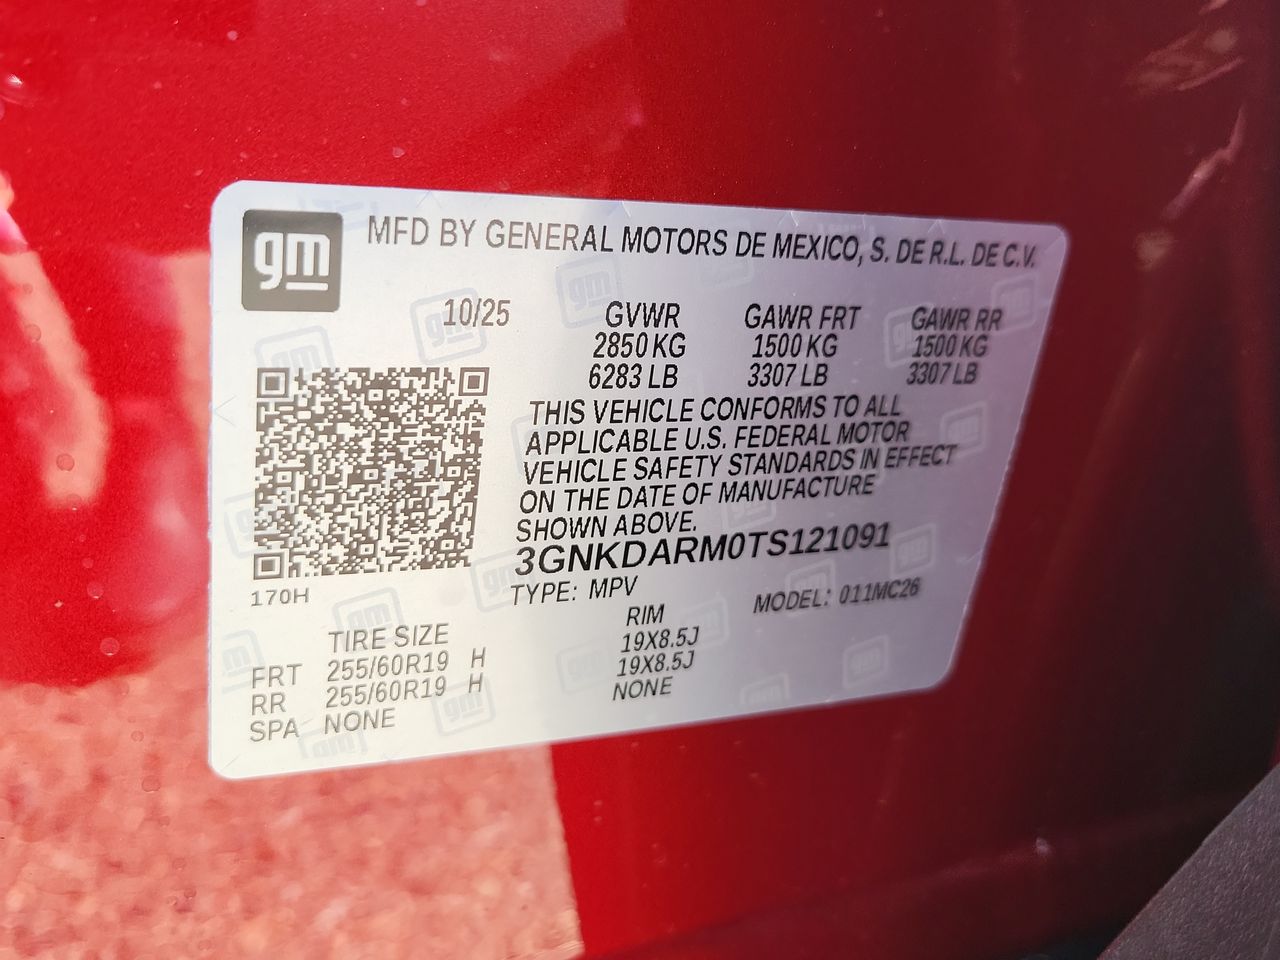 gm
MFD BY GENERAL MOTORS DE MEXICO, S. DE R.L. DE C.V.
10/25 GVWR GAWR FRT GAWR RR
2850 KG 1500 KG 1500 KG
6283 LB 3307 LB 3307 LB
THIS VEHICLE CONFORMS TO ALL
APPLICABLE U.S. FEDERAL MOTOR
VEHICLE SAFETY STANDARDS IN EFFECT
ON THE DATE OF MANUFACTURE
SHOWN ABOVE.
3GNKDARM0TS121091
170H
TYPE: MPV MODEL: 011MC26
TIRE SIZE RIM
FRT 255/60R19 H 19X8.5J
RR 255/60R19 H 19X8.5J
SPA NONE NONE